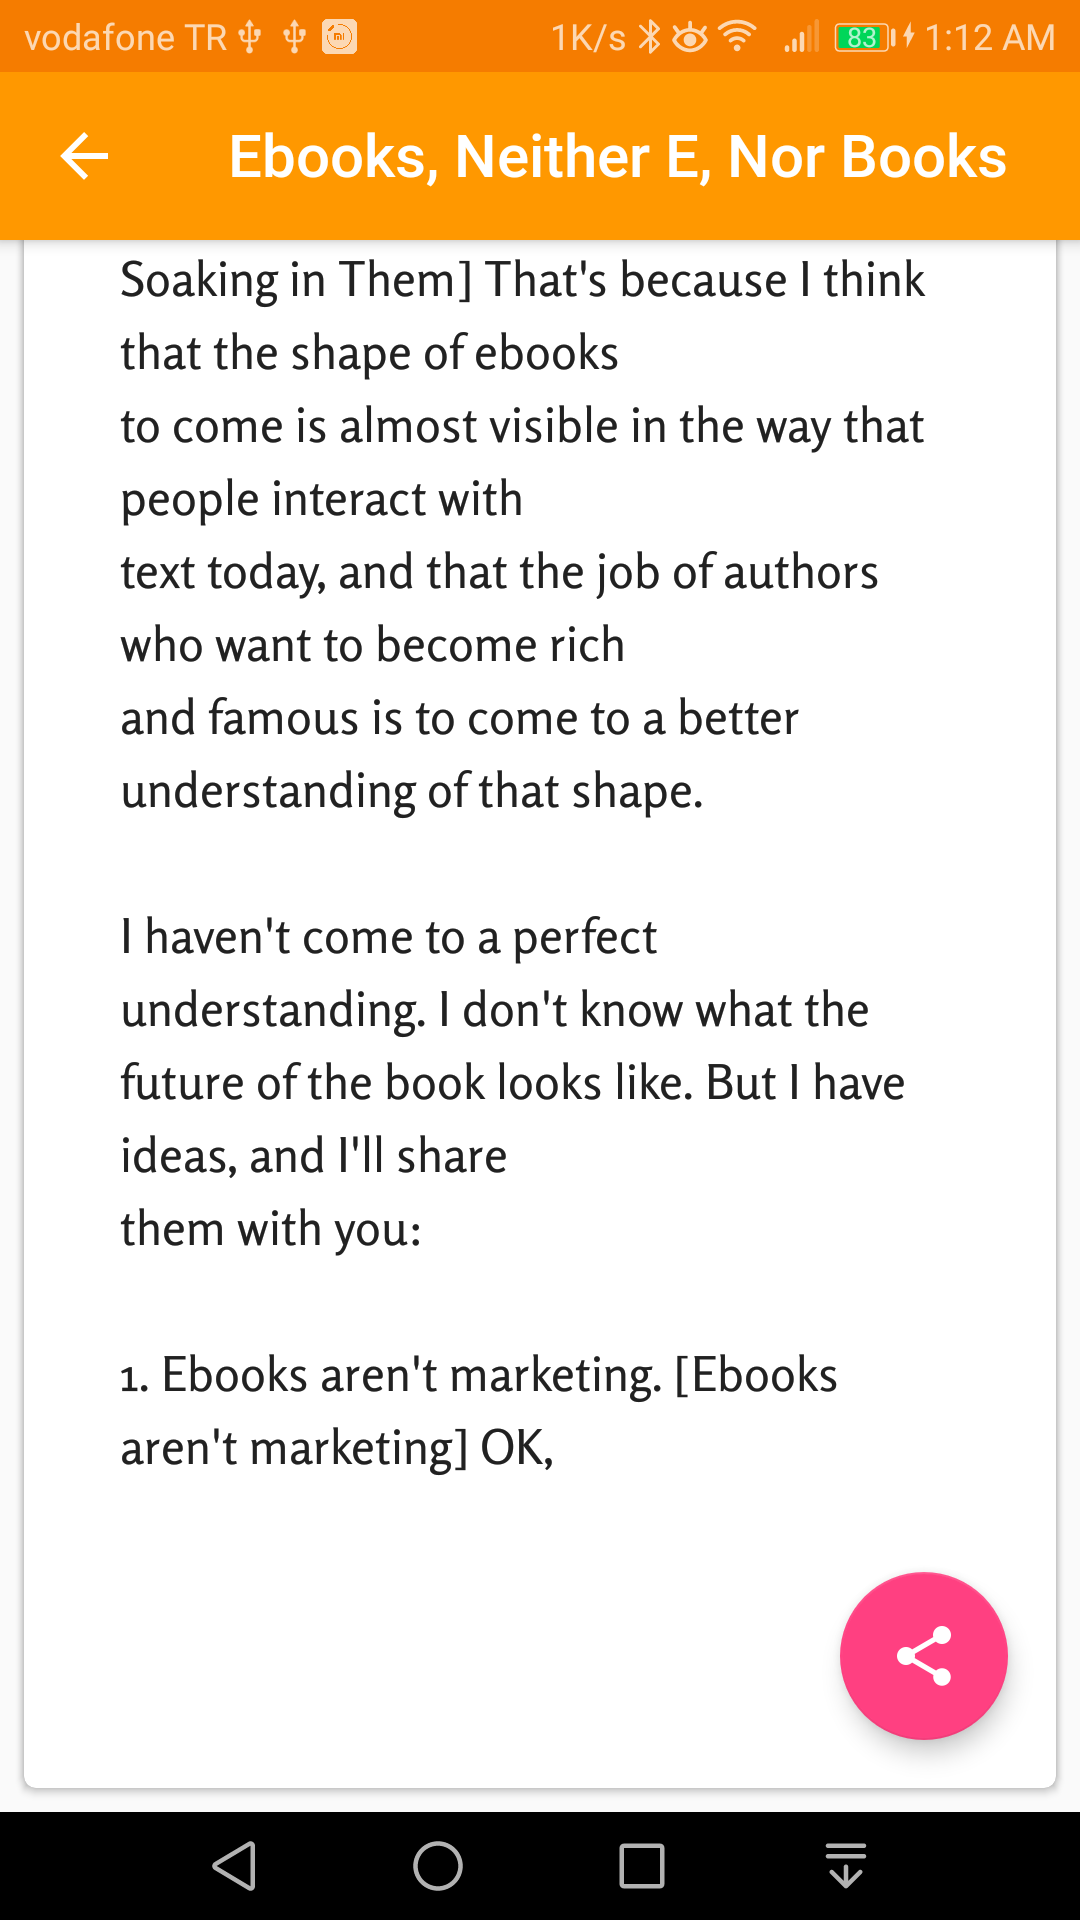 vodafone TR 1K/s 83 1:12 AM
Ebooks, Neither E, Nor Books
Soaking in Them] That's because I think
that the shape of ebooks
to come is almost visible in the way that
people interact with
text today, and that the job of authors
who want to become rich
and famous is to come to a better
understanding of that shape.
I haven't come to a perfect
understanding. I don't know what the
future of the book looks like. But I have
ideas, and I'll share
them with you:
1. Ebooks aren't marketing. [Ebooks
aren't marketing] OK,